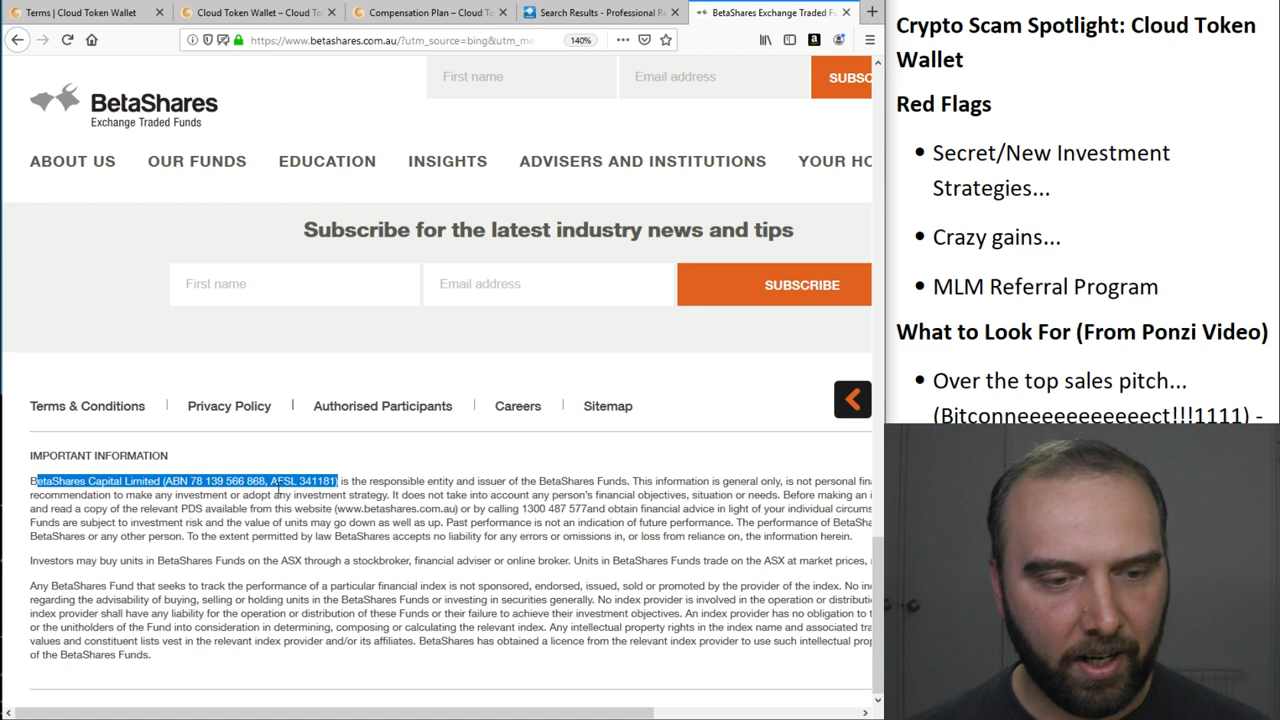 Terms | Cloud Token Wallet
Cloud Token Wallet – Cloud To
Compensation Plan – Cloud To
Search Results - Professional Re
BetaShares Exchange Traded F
https://www.betashares.com.au/?utm_source=bing&utm_me
140%
First name
Email address
SUBSC
BetaShares
Exchange Traded Funds
ABOUT US
OUR FUNDS
EDUCATION
INSIGHTS
ADVISERS AND INSTITUTIONS
YOUR HO
Subscribe for the latest industry news and tips
First name
Email address
SUBSCRIBE
Terms & Conditions
Privacy Policy
Authorised Participants
Careers
Sitemap
IMPORTANT INFORMATION
BetaShares Capital Limited (ABN 78 139 566 868, AFSL 341181) is the responsible entity and issuer of the BetaShares Funds. This information is general only, is not personal fin
recommendation to make any investment or adopt any investment strategy. It does not take into account any person's financial objectives, situation or needs. Before making an i
and read a copy of the relevant PDS available from this website (www.betashares.com.au) or by calling 1300 487 577and obtain financial advice in light of your individual circums
Funds are subject to investment risk and the value of units may go down as well as up. Past performance is not an indication of future performance. The performance of BetaSha
BetaShares or any other person. To the extent permitted by law BetaShares accepts no liability for any errors or omissions in, or loss from reliance on, the information herein.
Investors may buy units in BetaShares Funds on the ASX through a stockbroker, financial adviser or online broker. Units in BetaShares Funds trade on the ASX at market prices,
Any BetaShares Fund that seeks to track the performance of a particular financial index is not sponsored, endorsed, issued, sold or promoted by the provider of the index. No in
regarding the advisability of buying, selling or holding units in the BetaShares Funds or investing in securities generally. No index provider is involved in the operation or distributi
index provider shall have any liability for the operation or distribution of these Funds or their failure to achieve their investment objectives. An index provider has no obligation to t
or the unitholders of the Fund into consideration in determining, composing or calculating the relevant index. Any intellectual property rights in the index name and associated tra
values and constituent lists vest in the relevant index provider and/or its affiliates. BetaShares has obtained a licence from the relevant index provider to use such intellectual prop
of the BetaShares Funds.
Crypto Scam Spotlight: Cloud Token
Wallet
Red Flags
• Secret/New Investment
Strategies...
• Crazy gains...
• MLM Referral Program
What to Look For (From Ponzi Video)
• Over the top sales pitch...
(Bitconneeeeeeeeeeect!!!1111) -